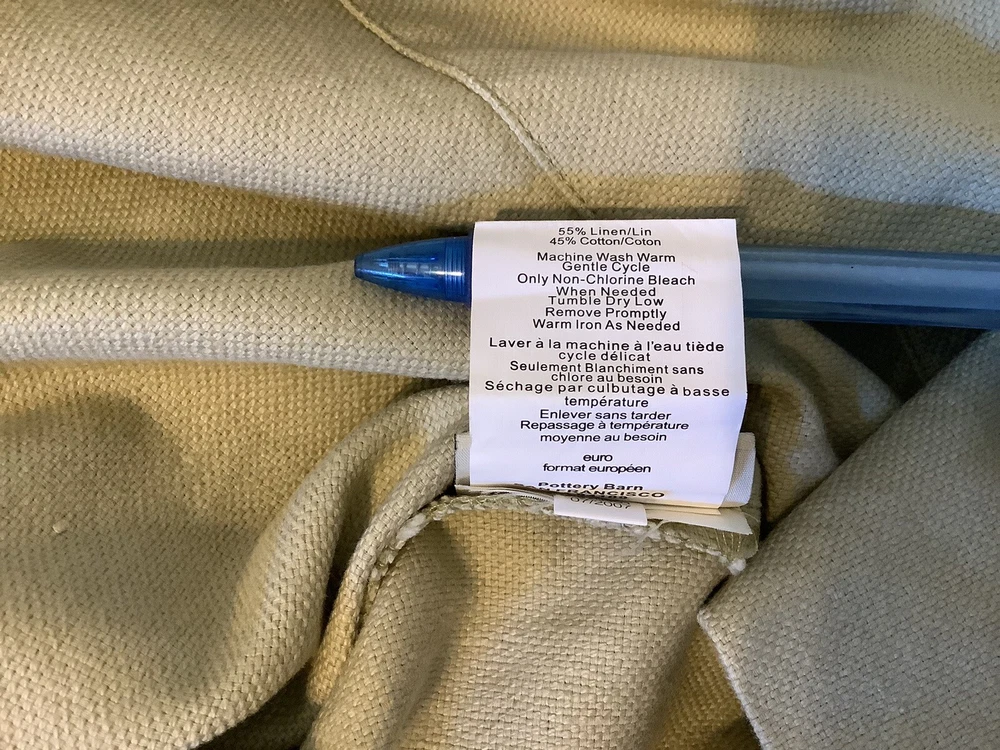 55% Linen/Lin
45% Cotton/Coton
Machine Wash Warm
Gentle Cycle
Only Non-Chlorine Bleach
When Needed
Tumble Dry Low
Remove Promptly
Warm Iron As Needed
Laver à la machine à l'eau tiède
cycle délicat
Seulement Blanchiment sans
chlore au besoin
Séchage par culbutage à basse
température
Enlever sans tarder
Repassage à température
moyenne au besoin
euro
format européen
Pottery Barn
FRANCISCO
07/2007